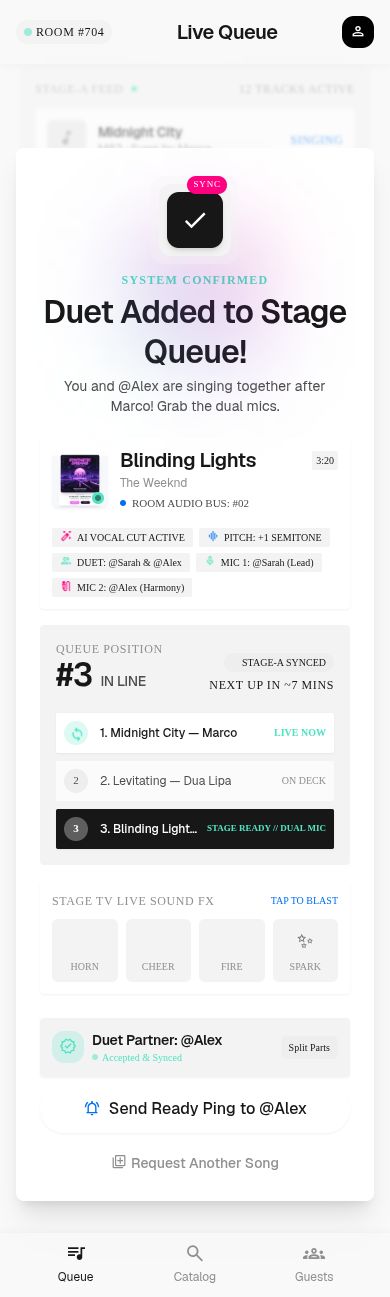 ROOM #704
Live Queue
STAGE-A FEED
12 TRACKS ACTIVE
Midnight City
SINGING
SYNC
SYSTEM CONFIRMED
Duet Added to Stage
Queue!
You and @Alex are singing together after
Marco! Grab the dual mics.
Blinding Lights
3:20
The Weeknd
ROOM AUDIO BUS: #02
AI VOCAL CUT ACTIVE
PITCH: +1 SEMITONE
DUET: @Sarah & @Alex
MIC 1: @Sarah (Lead)
MIC 2: @Alex (Harmony)
QUEUE POSITION
#3 IN LINE
STAGE-A SYNCED
NEXT UP IN ~7 MINS
1. Midnight City — Marco
LIVE NOW
2
2. Levitating — Dua Lipa
ON DECK
3
3. Blinding Light...
STAGE READY // DUAL MIC
STAGE TV LIVE SOUND FX
TAP TO BLAST
HORN
CHEER
FIRE
SPARK
Duet Partner: @Alex
Accepted & Synced
Split Parts
Send Ready Ping to @Alex
Request Another Song
Queue
Catalog
Guests